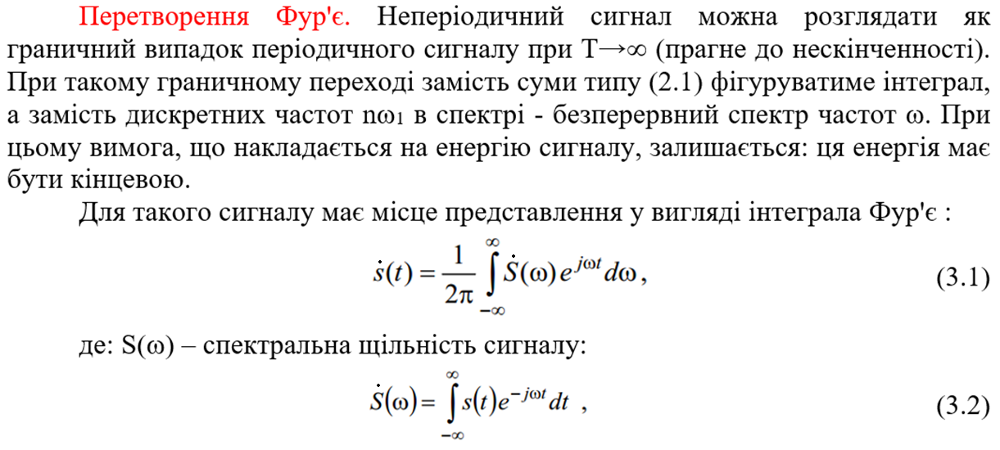 Перетворення Фур'є. Неперіодичний сигнал можна розглядати як
граничний випадок періодичного сигналу при T→∞ (прагне до нескінченності).
При такому граничному переході замість суми типу (2.1) фігуруватиме інтеграл,
а замість дискретних частот nω₁ в спектрі - безперервний спектр частот ω. При
цьому вимога, що накладається на енергію сигналу, залишається: ця енергія має
бути кінцевою.
Для такого сигналу має місце представлення у вигляді інтеграла Фур'є :
ṡ(t) = 1/2π ∫_{−∞}^{∞} Ṡ(ω) e^{jωt} dω, (3.1)
де: S(ω) – спектральна щільність сигналу:
Ṡ(ω) = ∫_{−∞}^{∞} s(t) e^{−jωt} dt , (3.2)